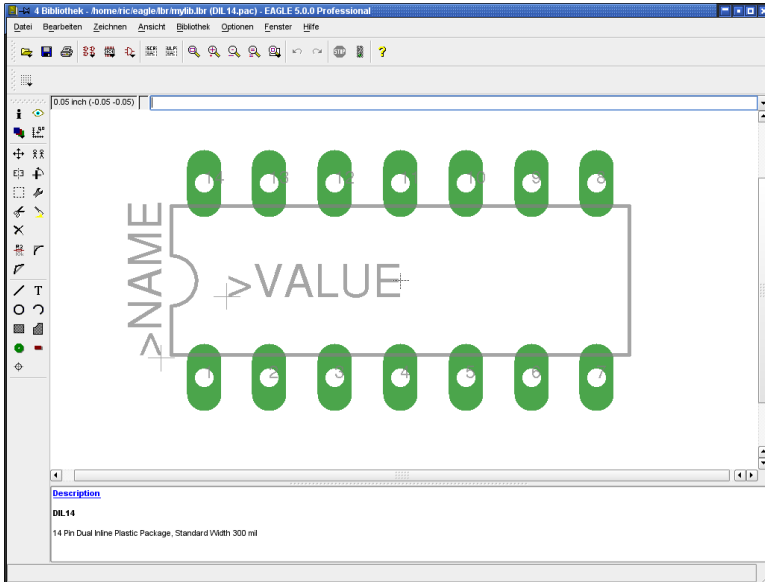 4 Bibliothek - /home/ric/eagle/lbr/mylib.lbr (DIL14.pac) - EAGLE 5.0.0 Professional
Datei Bearbeiten Zeichnen Ansicht Bibliothek Optionen Fenster Hilfe
0.05 inch (-0.05 -0.05)
14 13 12 11 10 9 8
>NAME
>VALUE
1 2 3 4 5 6 7
Description
DIL14
14 Pin Dual Inline Plastic Package, Standard Width 300 mil